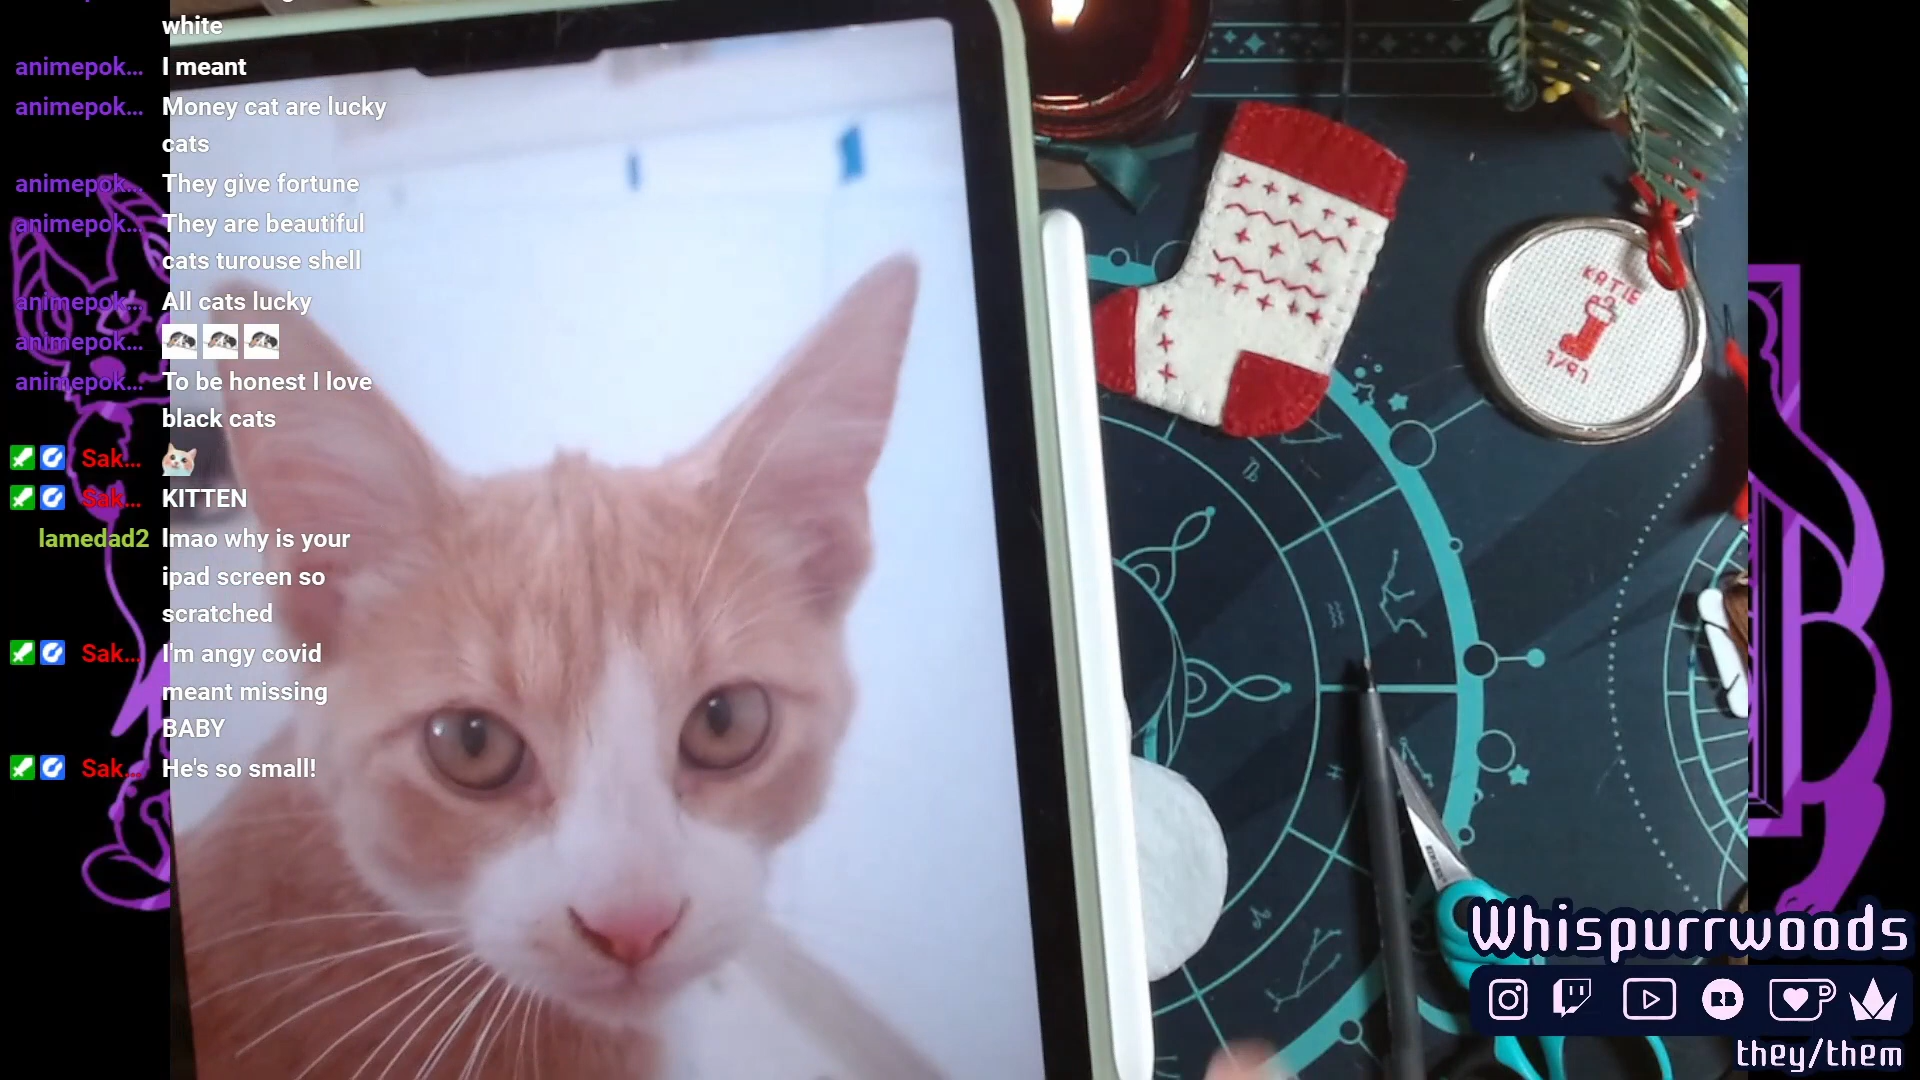 white
animepok... I meant
animepok... Money cat are lucky
cats
animepok... They give fortune
animepok... They are beautiful
cats turouse shell
animepok... All cats lucky
animepok...
animepok... To be honest I love
black cats
Sak...
Sak... KITTEN
lamedad2 lmao why is your
ipad screen so
scratched
Sak... I'm angy covid
meant missing
BABY
Sak... He's so small!
KATIE
1/97
Whispurrwoods
they/them